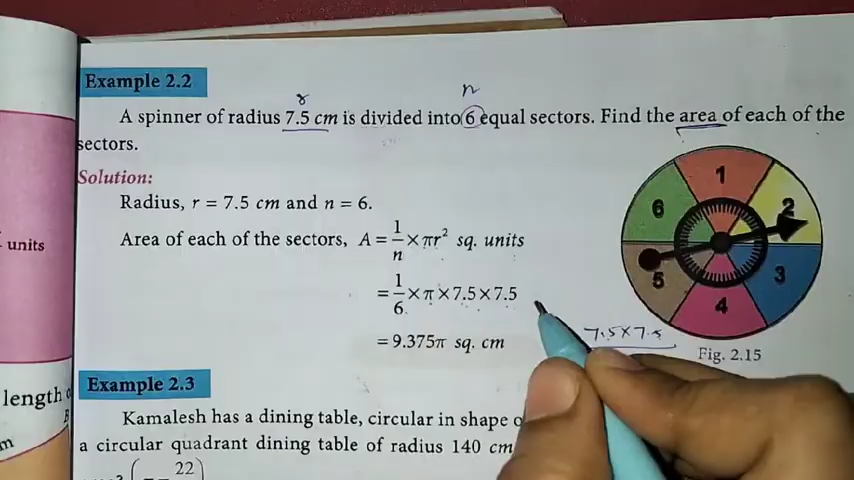 Example 2.2
r
n
A spinner of radius 7.5 cm is divided into 6 equal sectors. Find the area of each of the
sectors.
Solution:
Radius, r = 7.5 cm and n = 6.
Area of each of the sectors, A = 1/n × πr² sq. units
= 1/6 × π × 7.5 × 7.5
= 9.375π sq. cm
1
2
3
4
5
6
7.5×7.5
Fig. 2.15
Example 2.3
Kamalesh has a dining table, circular in shape
a circular quadrant dining table of radius 140 cm
22
units
length